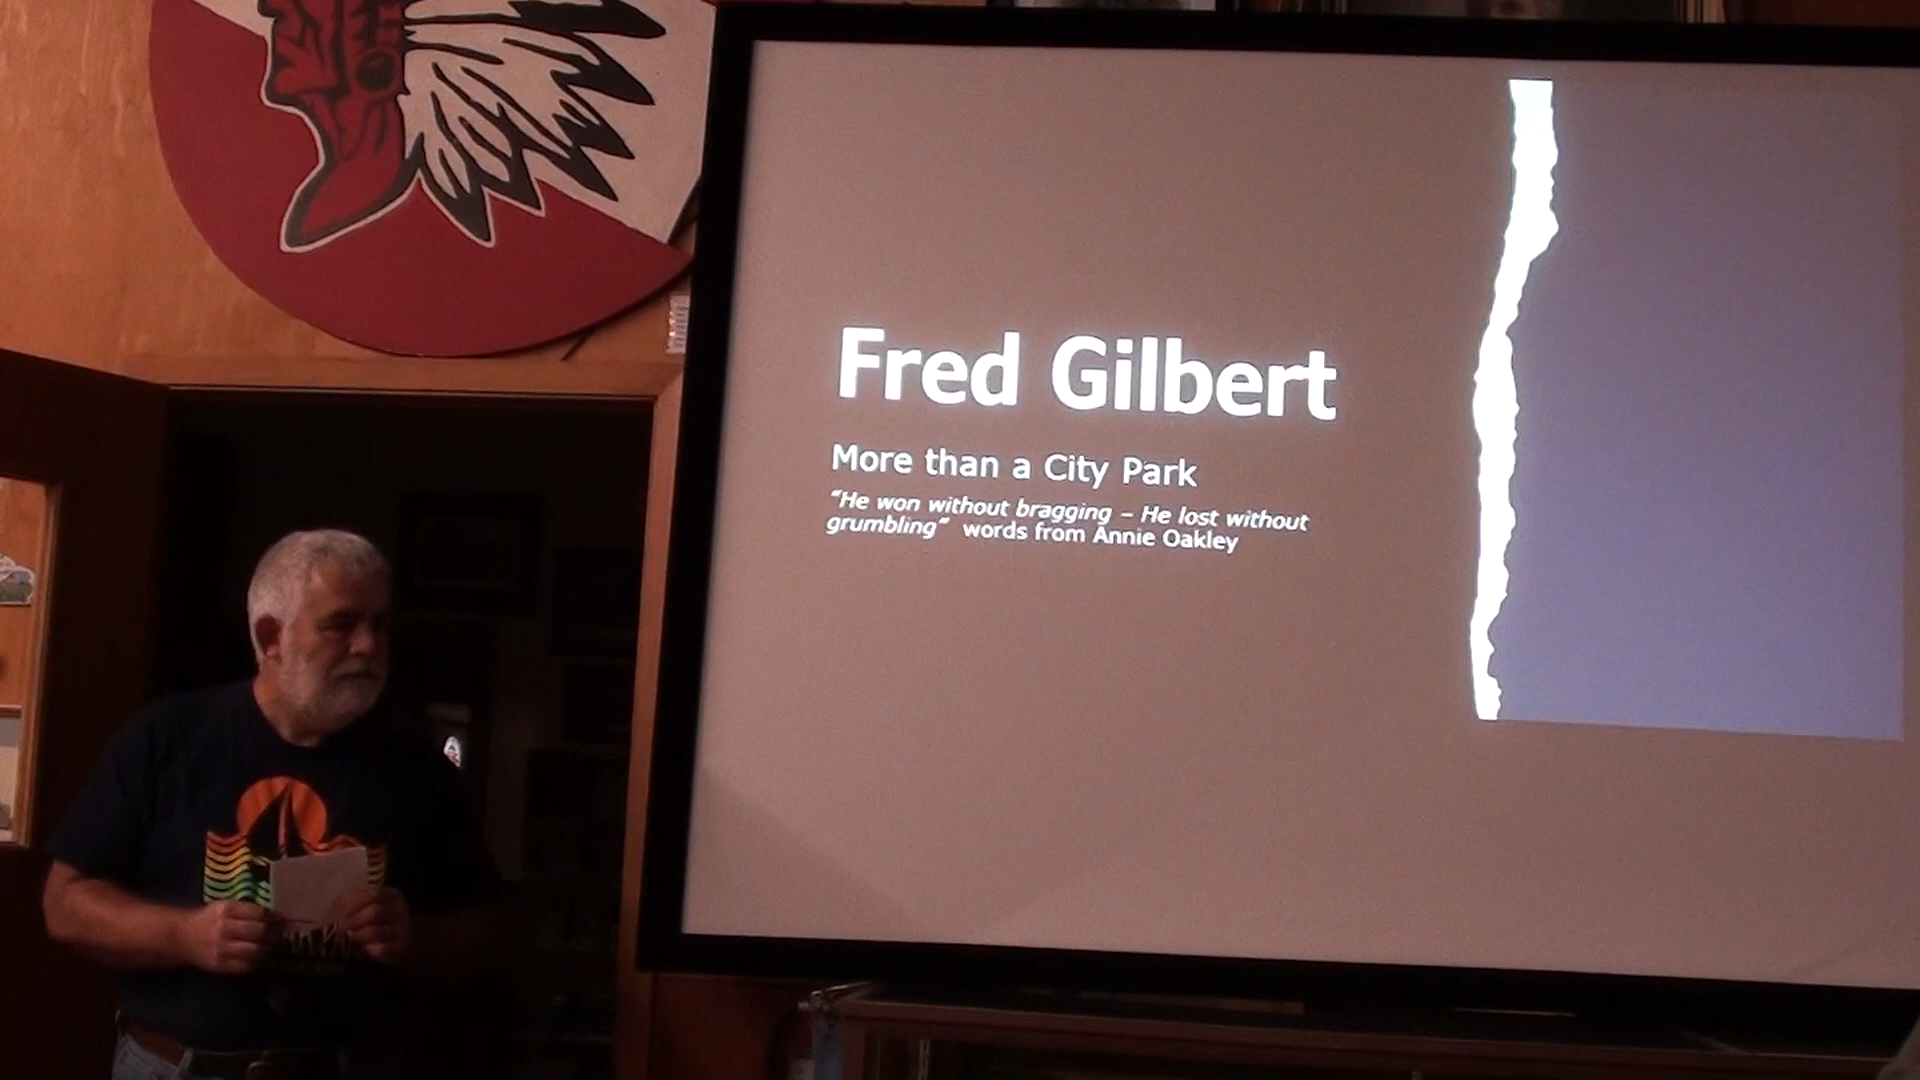 Fred Gilbert
More than a City Park
“He won without bragging – He lost without
grumbling” words from Annie Oakley